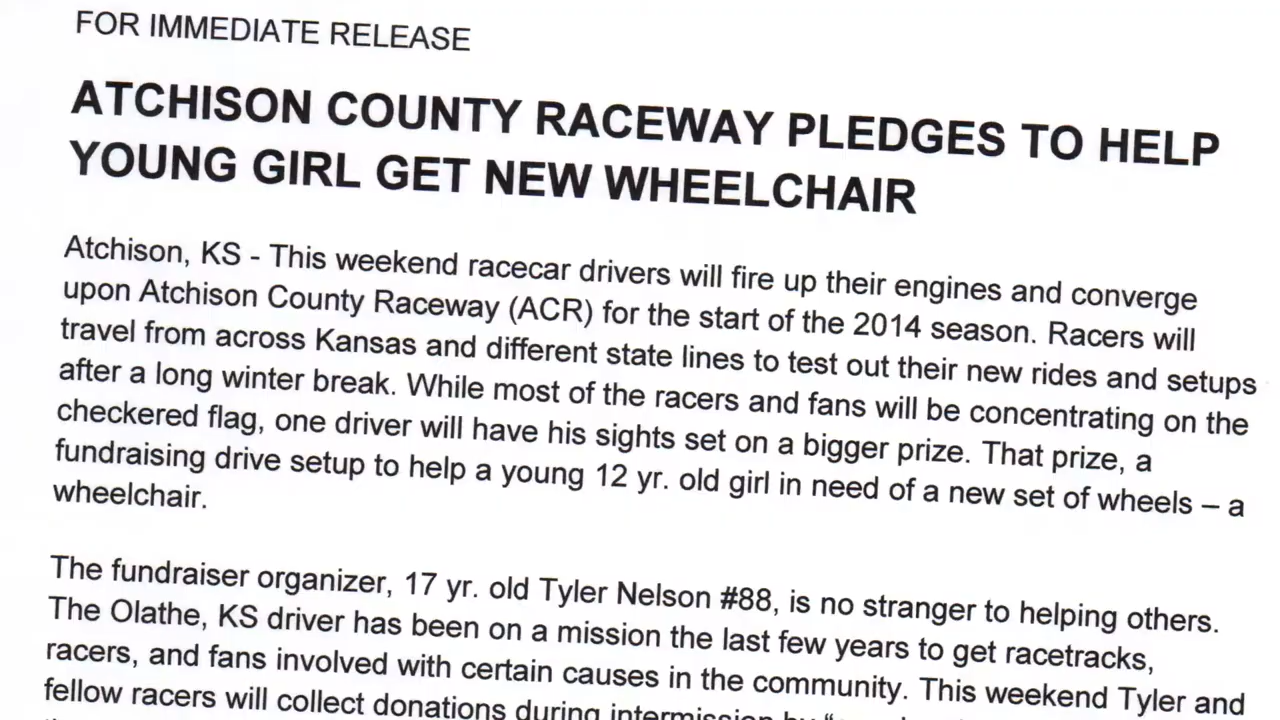 FOR IMMEDIATE RELEASE
ATCHISON COUNTY RACEWAY PLEDGES TO HELP
YOUNG GIRL GET NEW WHEELCHAIR
Atchison, KS - This weekend racecar drivers will fire up their engines and converge
upon Atchison County Raceway (ACR) for the start of the 2014 season. Racers will
travel from across Kansas and different state lines to test out their new rides and setups
after a long winter break. While most of the racers and fans will be concentrating on the
checkered flag, one driver will have his sights set on a bigger prize. That prize, a
fundraising drive setup to help a young 12 yr. old girl in need of a new set of wheels – a
wheelchair.
The fundraiser organizer, 17 yr. old Tyler Nelson #88, is no stranger to helping others.
The Olathe, KS driver has been on a mission the last few years to get racetracks,
racers, and fans involved with certain causes in the community. This weekend Tyler and
fellow racers will collect donations during intermission by